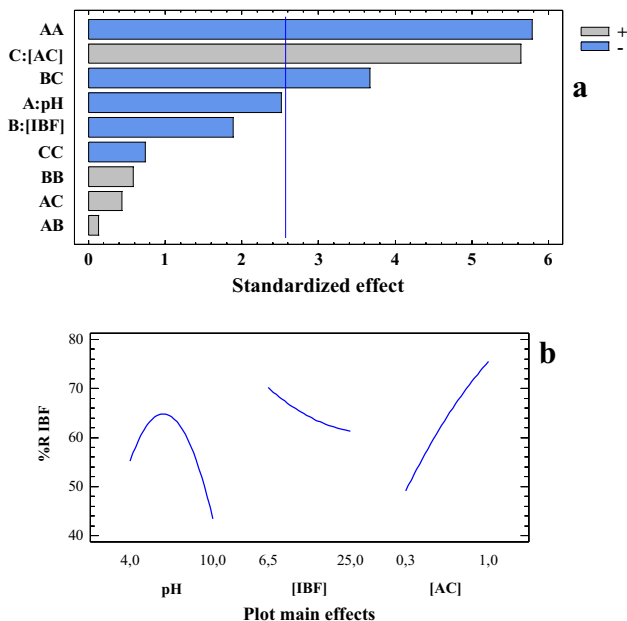 AA
C:[AC]
BC
A:pH
B:[IBF]
CC
BB
AC
AB
+
-
a
0 1 2 3 4 5 6
Standardized effect
b
%R IBF
80
70
60
50
40
4,0 10,0 6,5 25,0 0,3 1,0
pH [IBF] [AC]
Plot main effects